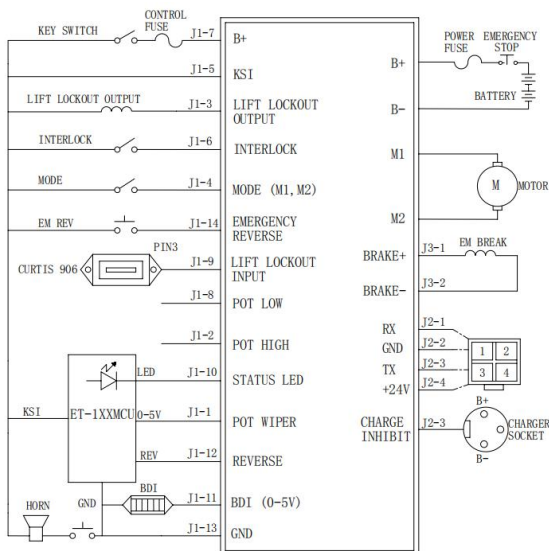 KEY SWITCH
CONTROL
FUSE
J1-7
B+
J1-5
KSI
LIFT LOCKOUT OUTPUT
J1-3
LIFT LOCKOUT
OUTPUT
INTERLOCK
J1-6
INTERLOCK
MODE
J1-4
MODE (M1, M2)
EM REV
J1-14
EMERGENCY
REVERSE
CURTIS 906
PIN3
J1-9
LIFT LOCKOUT
INPUT
J1-8
POT LOW
J1-2
POT HIGH
LED
J1-10
STATUS LED
KSI
ET-1XXMCU
0-5V
J1-1
POT WIPER
REV
J1-12
REVERSE
GND
BDI
J1-11
BDI (0-5V)
HORN
J1-13
GND
POWER
FUSE
EMERGENCY
STOP
B+
BATTERY
B-
M1
M
MOTOR
M2
BRAKE+
J3-1
EM BREAK
BRAKE-
J3-2
RX
J2-1
GND
J2-2
TX
J2-3
+24V
J2-4
1
2
3
4
CHARGE
INHIBIT
J2-3
B+
CHARGER
SOCKET
B-